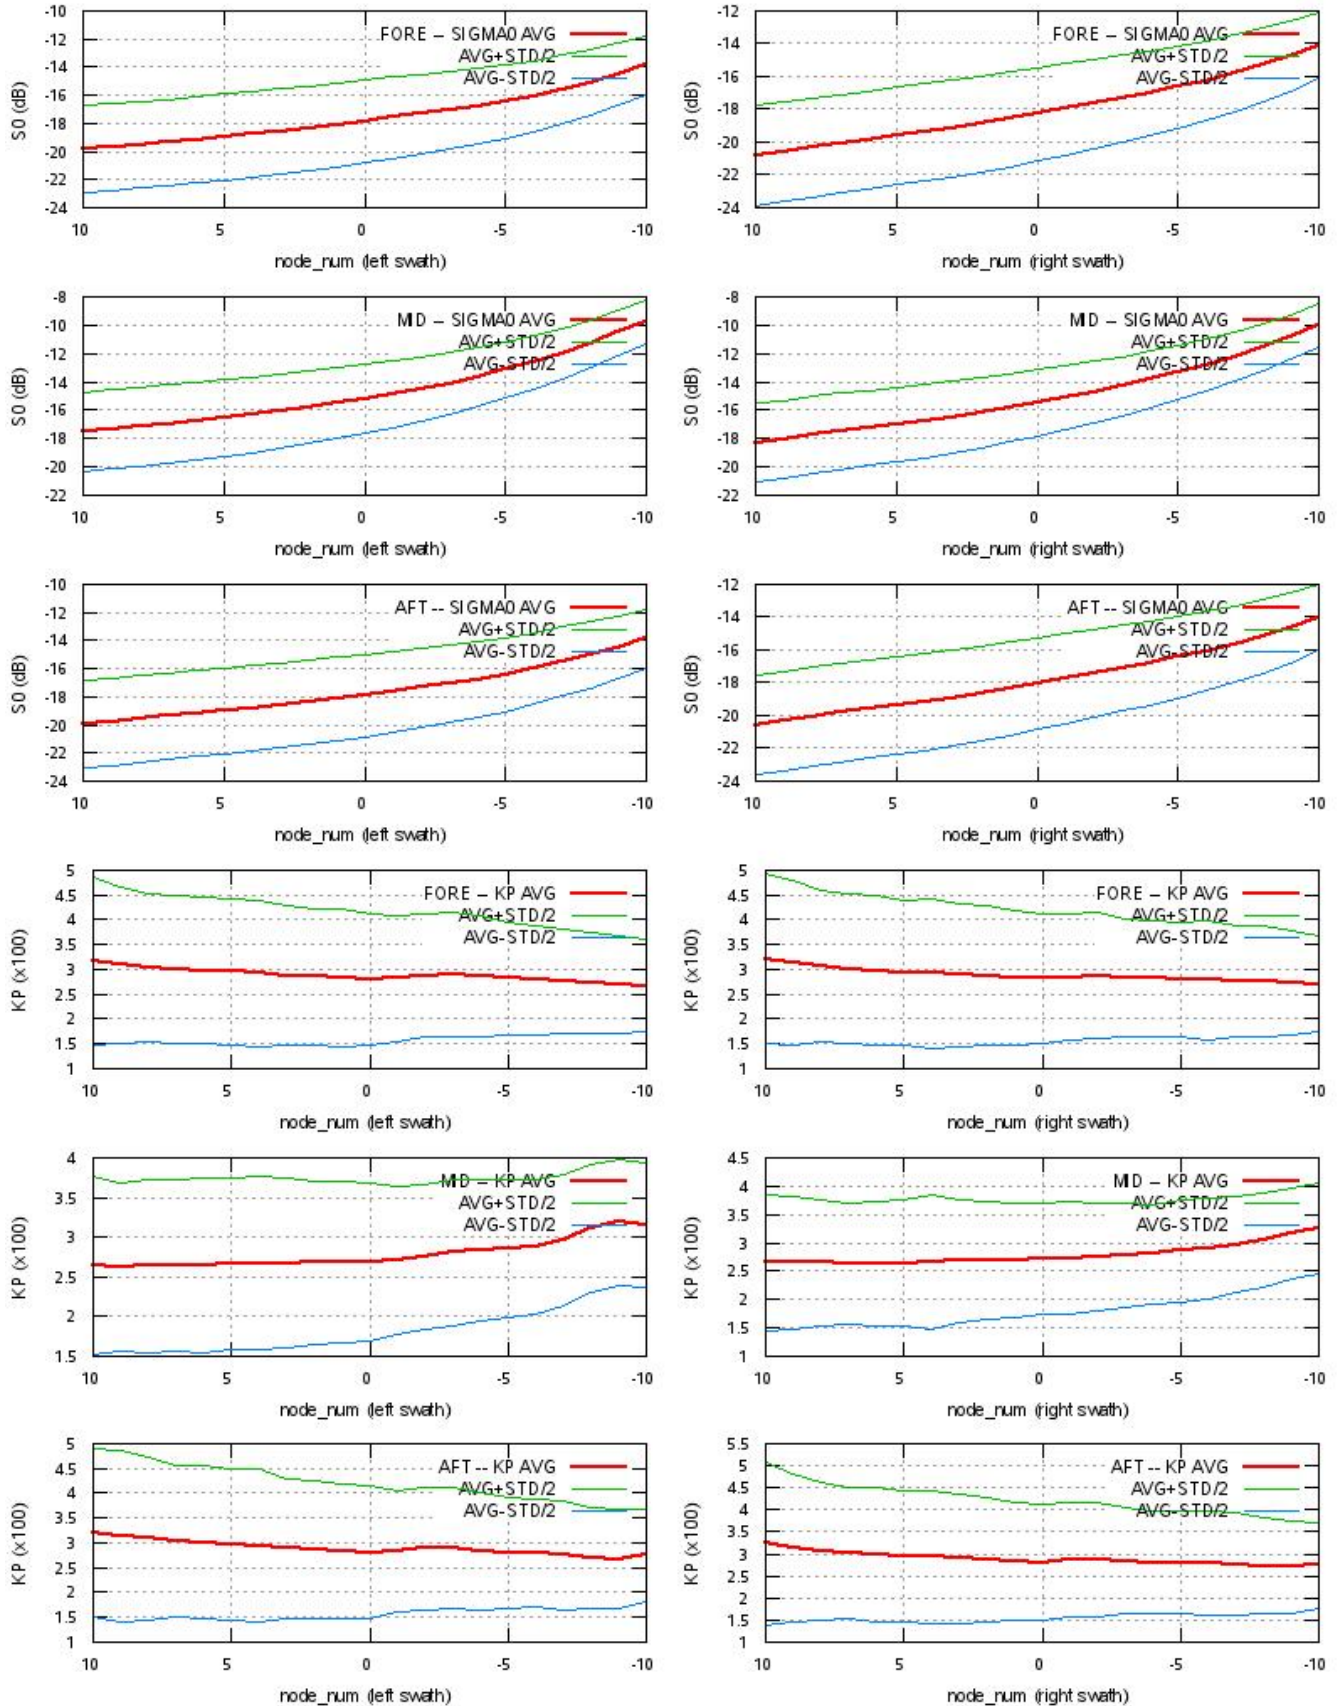 -10
-12
-14
-16
-18
-20
-22
-24
S0 (dB)
FORE -- SIGMA0 AVG
AVG+STD/2
AVG-STD/2
10 5 0 -5 -10
node_num (left swath)
-12
-14
-16
-18
-20
-22
-24
S0 (dB)
FORE -- SIGMA0 AVG
AVG+STD/2
AVG-STD/2
10 5 0 -5 -10
node_num (right swath)
-8
-10
-12
-14
-16
-18
-20
-22
S0 (dB)
MID -- SIGMA0 AVG
AVG+STD/2
AVG-STD/2
10 5 0 -5 -10
node_num (left swath)
-8
-10
-12
-14
-16
-18
-20
-22
S0 (dB)
MID -- SIGMA0 AVG
AVG+STD/2
AVG-STD/2
10 5 0 -5 -10
node_num (right swath)
-10
-12
-14
-16
-18
-20
-22
-24
S0 (dB)
AFT -- SIGMA0 AVG
AVG+STD/2
AVG-STD/2
10 5 0 -5 -10
node_num (left swath)
-12
-14
-16
-18
-20
-22
-24
S0 (dB)
AFT -- SIGMA0 AVG
AVG+STD/2
AVG-STD/2
10 5 0 -5 -10
node_num (right swath)
5
4.5
4
3.5
3
2.5
2
1.5
1
KP (x100)
FORE -- KP AVG
AVG+STD/2
AVG-STD/2
10 5 0 -5 -10
node_num (left swath)
5
4.5
4
3.5
3
2.5
2
1.5
1
KP (x100)
FORE -- KP AVG
AVG+STD/2
AVG-STD/2
10 5 0 -5 -10
node_num (right swath)
4
3.5
3
2.5
2
1.5
KP (x100)
MID -- KP AVG
AVG+STD/2
AVG-STD/2
10 5 0 -5 -10
node_num (left swath)
4.5
4
3.5
3
2.5
2
1.5
1
KP (x100)
MID -- KP AVG
AVG+STD/2
AVG-STD/2
10 5 0 -5 -10
node_num (right swath)
5
4.5
4
3.5
3
2.5
2
1.5
1
KP (x100)
AFT -- KP AVG
AVG+STD/2
AVG-STD/2
10 5 0 -5 -10
node_num (left swath)
5.5
5
4.5
4
3.5
3
2.5
2
1.5
1
KP (x100)
AFT -- KP AVG
AVG+STD/2
AVG-STD/2
10 5 0 -5 -10
node_num (right swath)